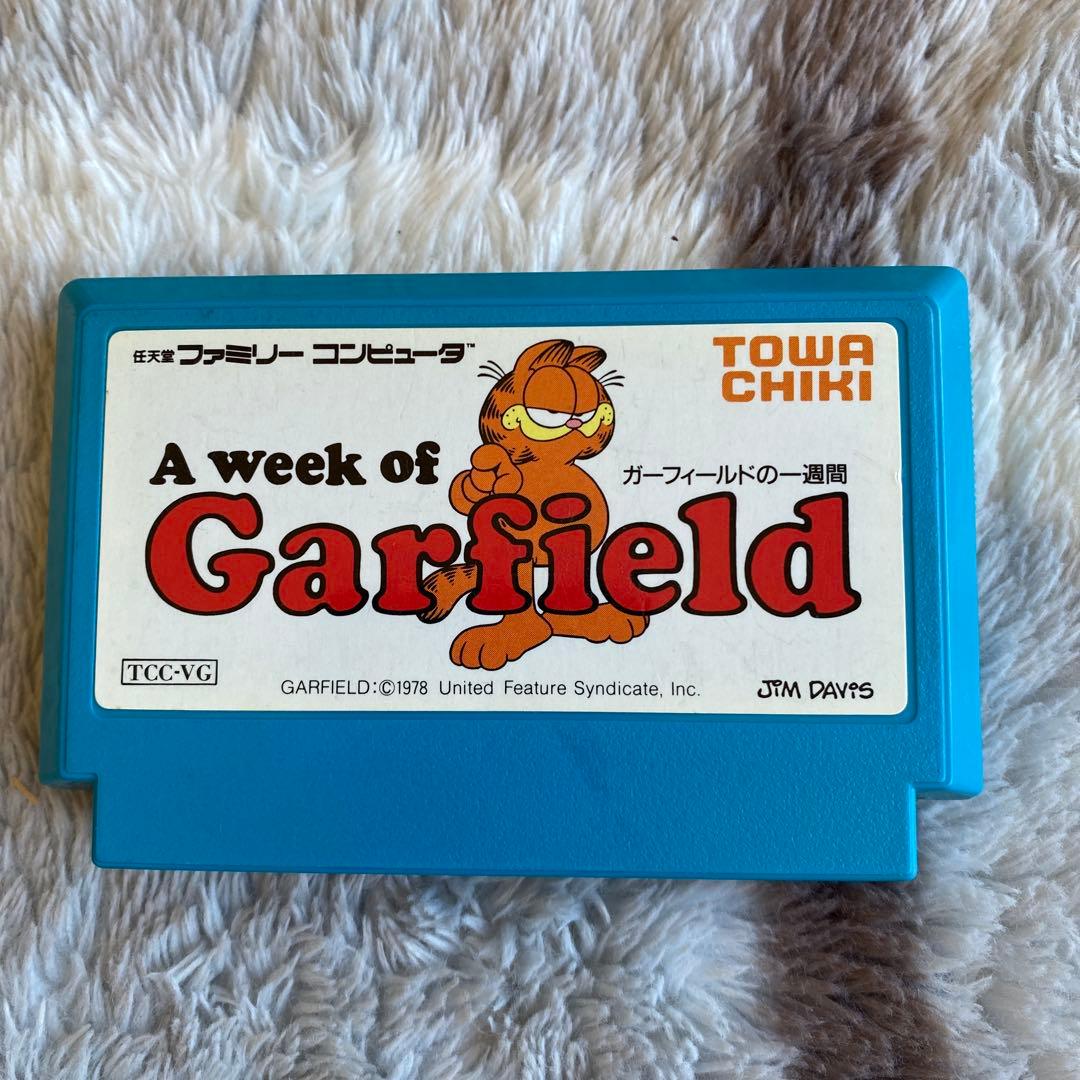 任天堂 ファミリー コンピュータ™
TOWA
CHIKI
A week of
ガーフィールドの一週間
Garfield
TCC-VG
GARFIELD:©1978 United Feature Syndicate, Inc.
JIM DAVIS